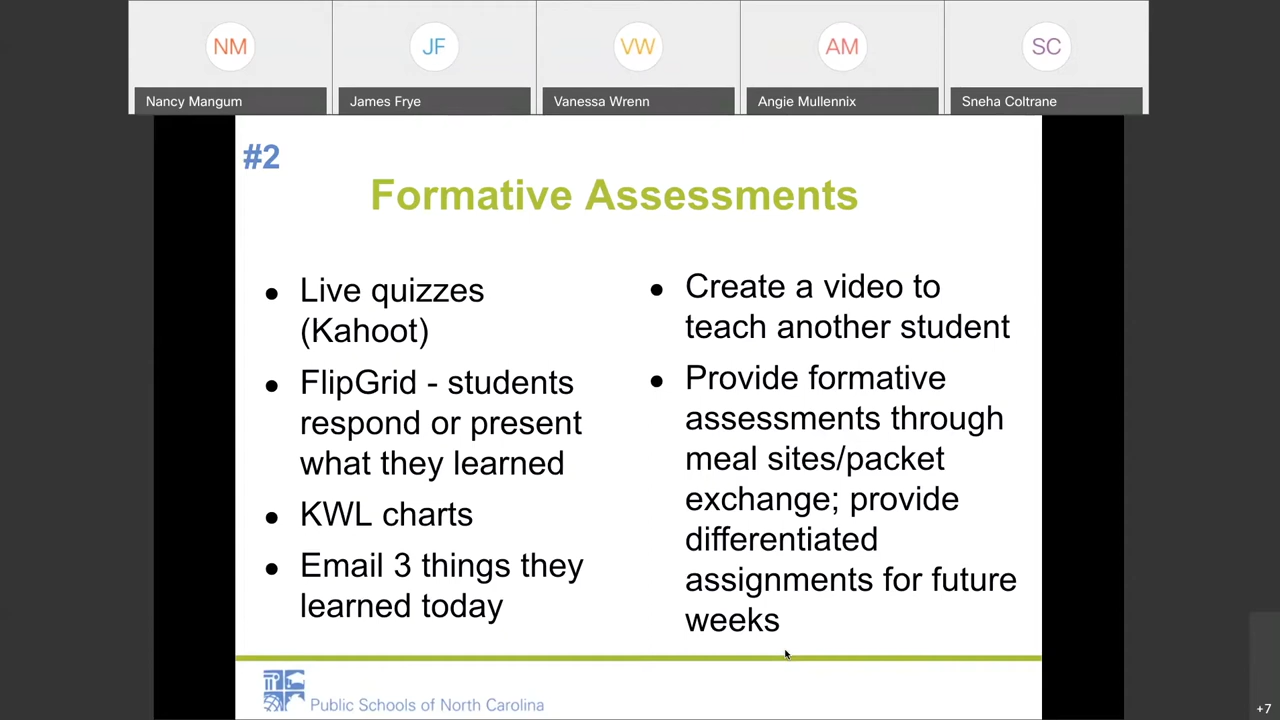 NM
JF
VW
AM
SC
Nancy Mangum
James Frye
Vanessa Wrenn
Angie Mullennix
Sneha Coltrane
#2
Formative Assessments
• Live quizzes
(Kahoot)
• FlipGrid - students
respond or present
what they learned
• KWL charts
• Email 3 things they
learned today
• Create a video to
teach another student
• Provide formative
assessments through
meal sites/packet
exchange; provide
differentiated
assignments for future
weeks
Public Schools of North Carolina
+7